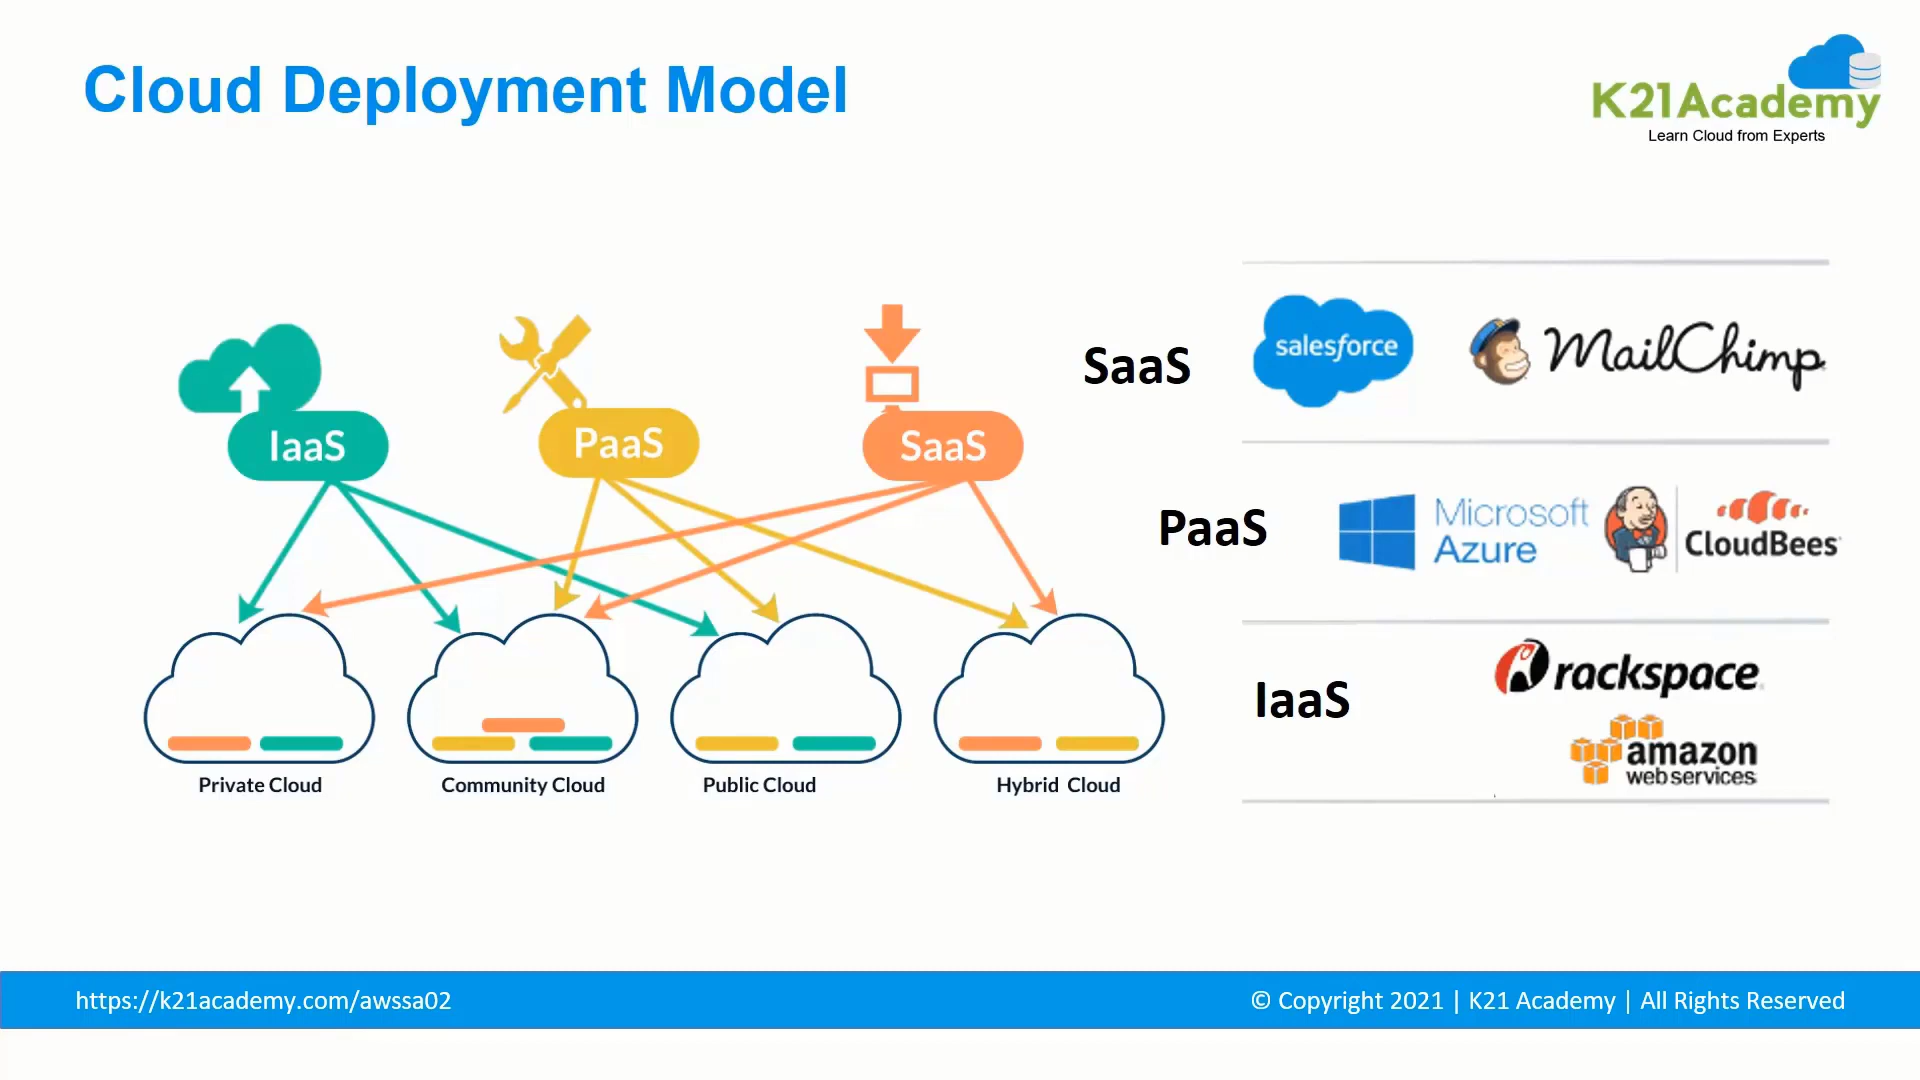 Cloud Deployment Model
K21Academy
Learn Cloud from Experts
IaaS
PaaS
SaaS
Private Cloud
Community Cloud
Public Cloud
Hybrid Cloud
SaaS
salesforce
MailChimp
PaaS
Microsoft
Azure
CloudBees
IaaS
rackspace
amazon
web services
https://k21academy.com/awssa02
© Copyright 2021 | K21 Academy | All Rights Reserved